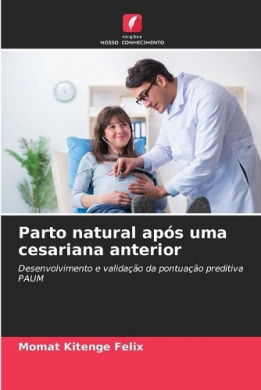 edições
NOSSO CONHECIMENTO
Parto natural após uma
cesariana anterior
Desenvolvimento e validação da pontuação preditiva
PAUM
Momat Kitenge Felix